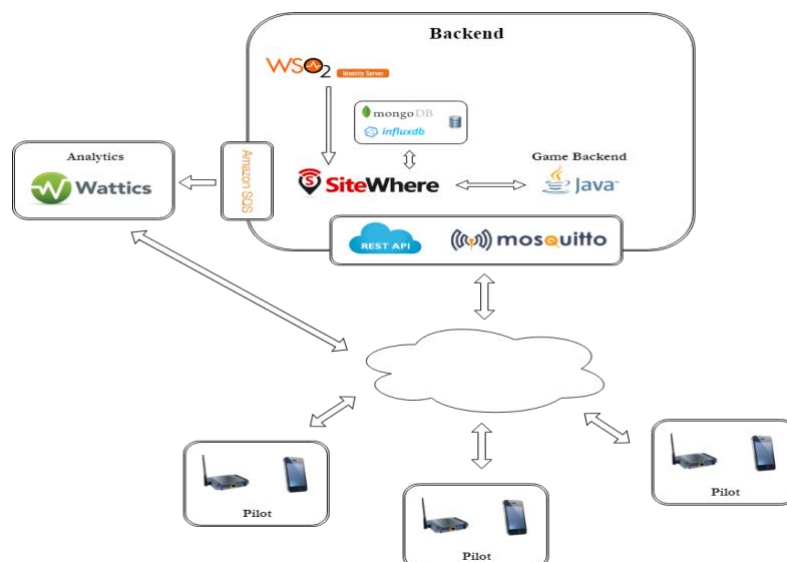 Backend
WSO2
Identity Server
mongoDB
influxdb
Analytics
Wattics
Amazon SQS
SiteWhere
Game Backend
Java™
REST API
mosquitto
Pilot
Pilot
Pilot